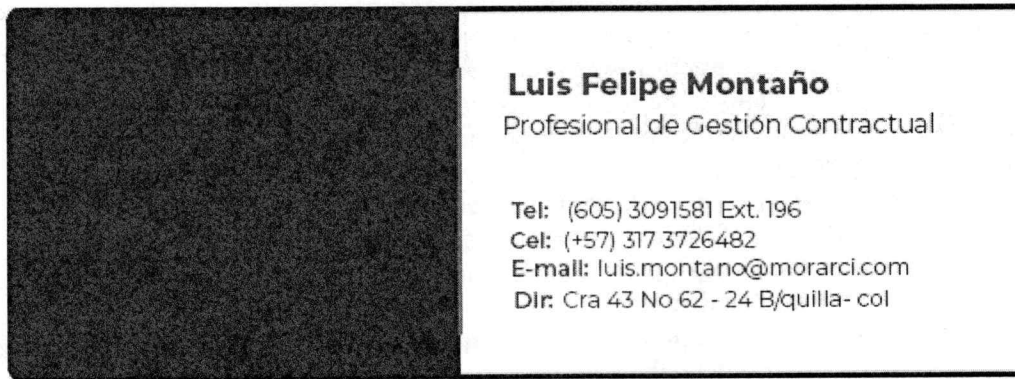 Luis Felipe Montaño
Profesional de Gestión Contractual
Tel: (605) 3091581 Ext. 196
Cel: (+57) 317 3726482
E-mail: luis.montano@morarci.com
Dir: Cra 43 No 62 - 24 B/quilla- col